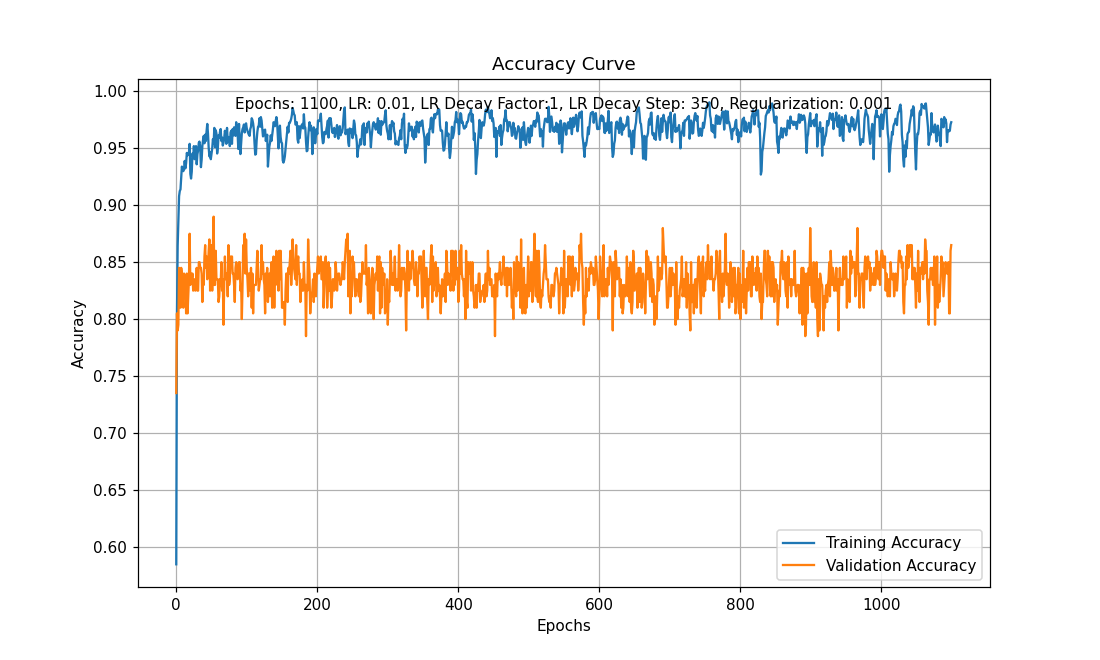 Accuracy Curve
Epochs: 1100, LR: 0.01, LR Decay Factor:1, LR Decay Step: 350, Regularization: 0.001
1.00
0.95
0.90
0.85
0.80
0.75
0.70
0.65
0.60
Accuracy
Training Accuracy
Validation Accuracy
0 200 400 600 800 1000
Epochs